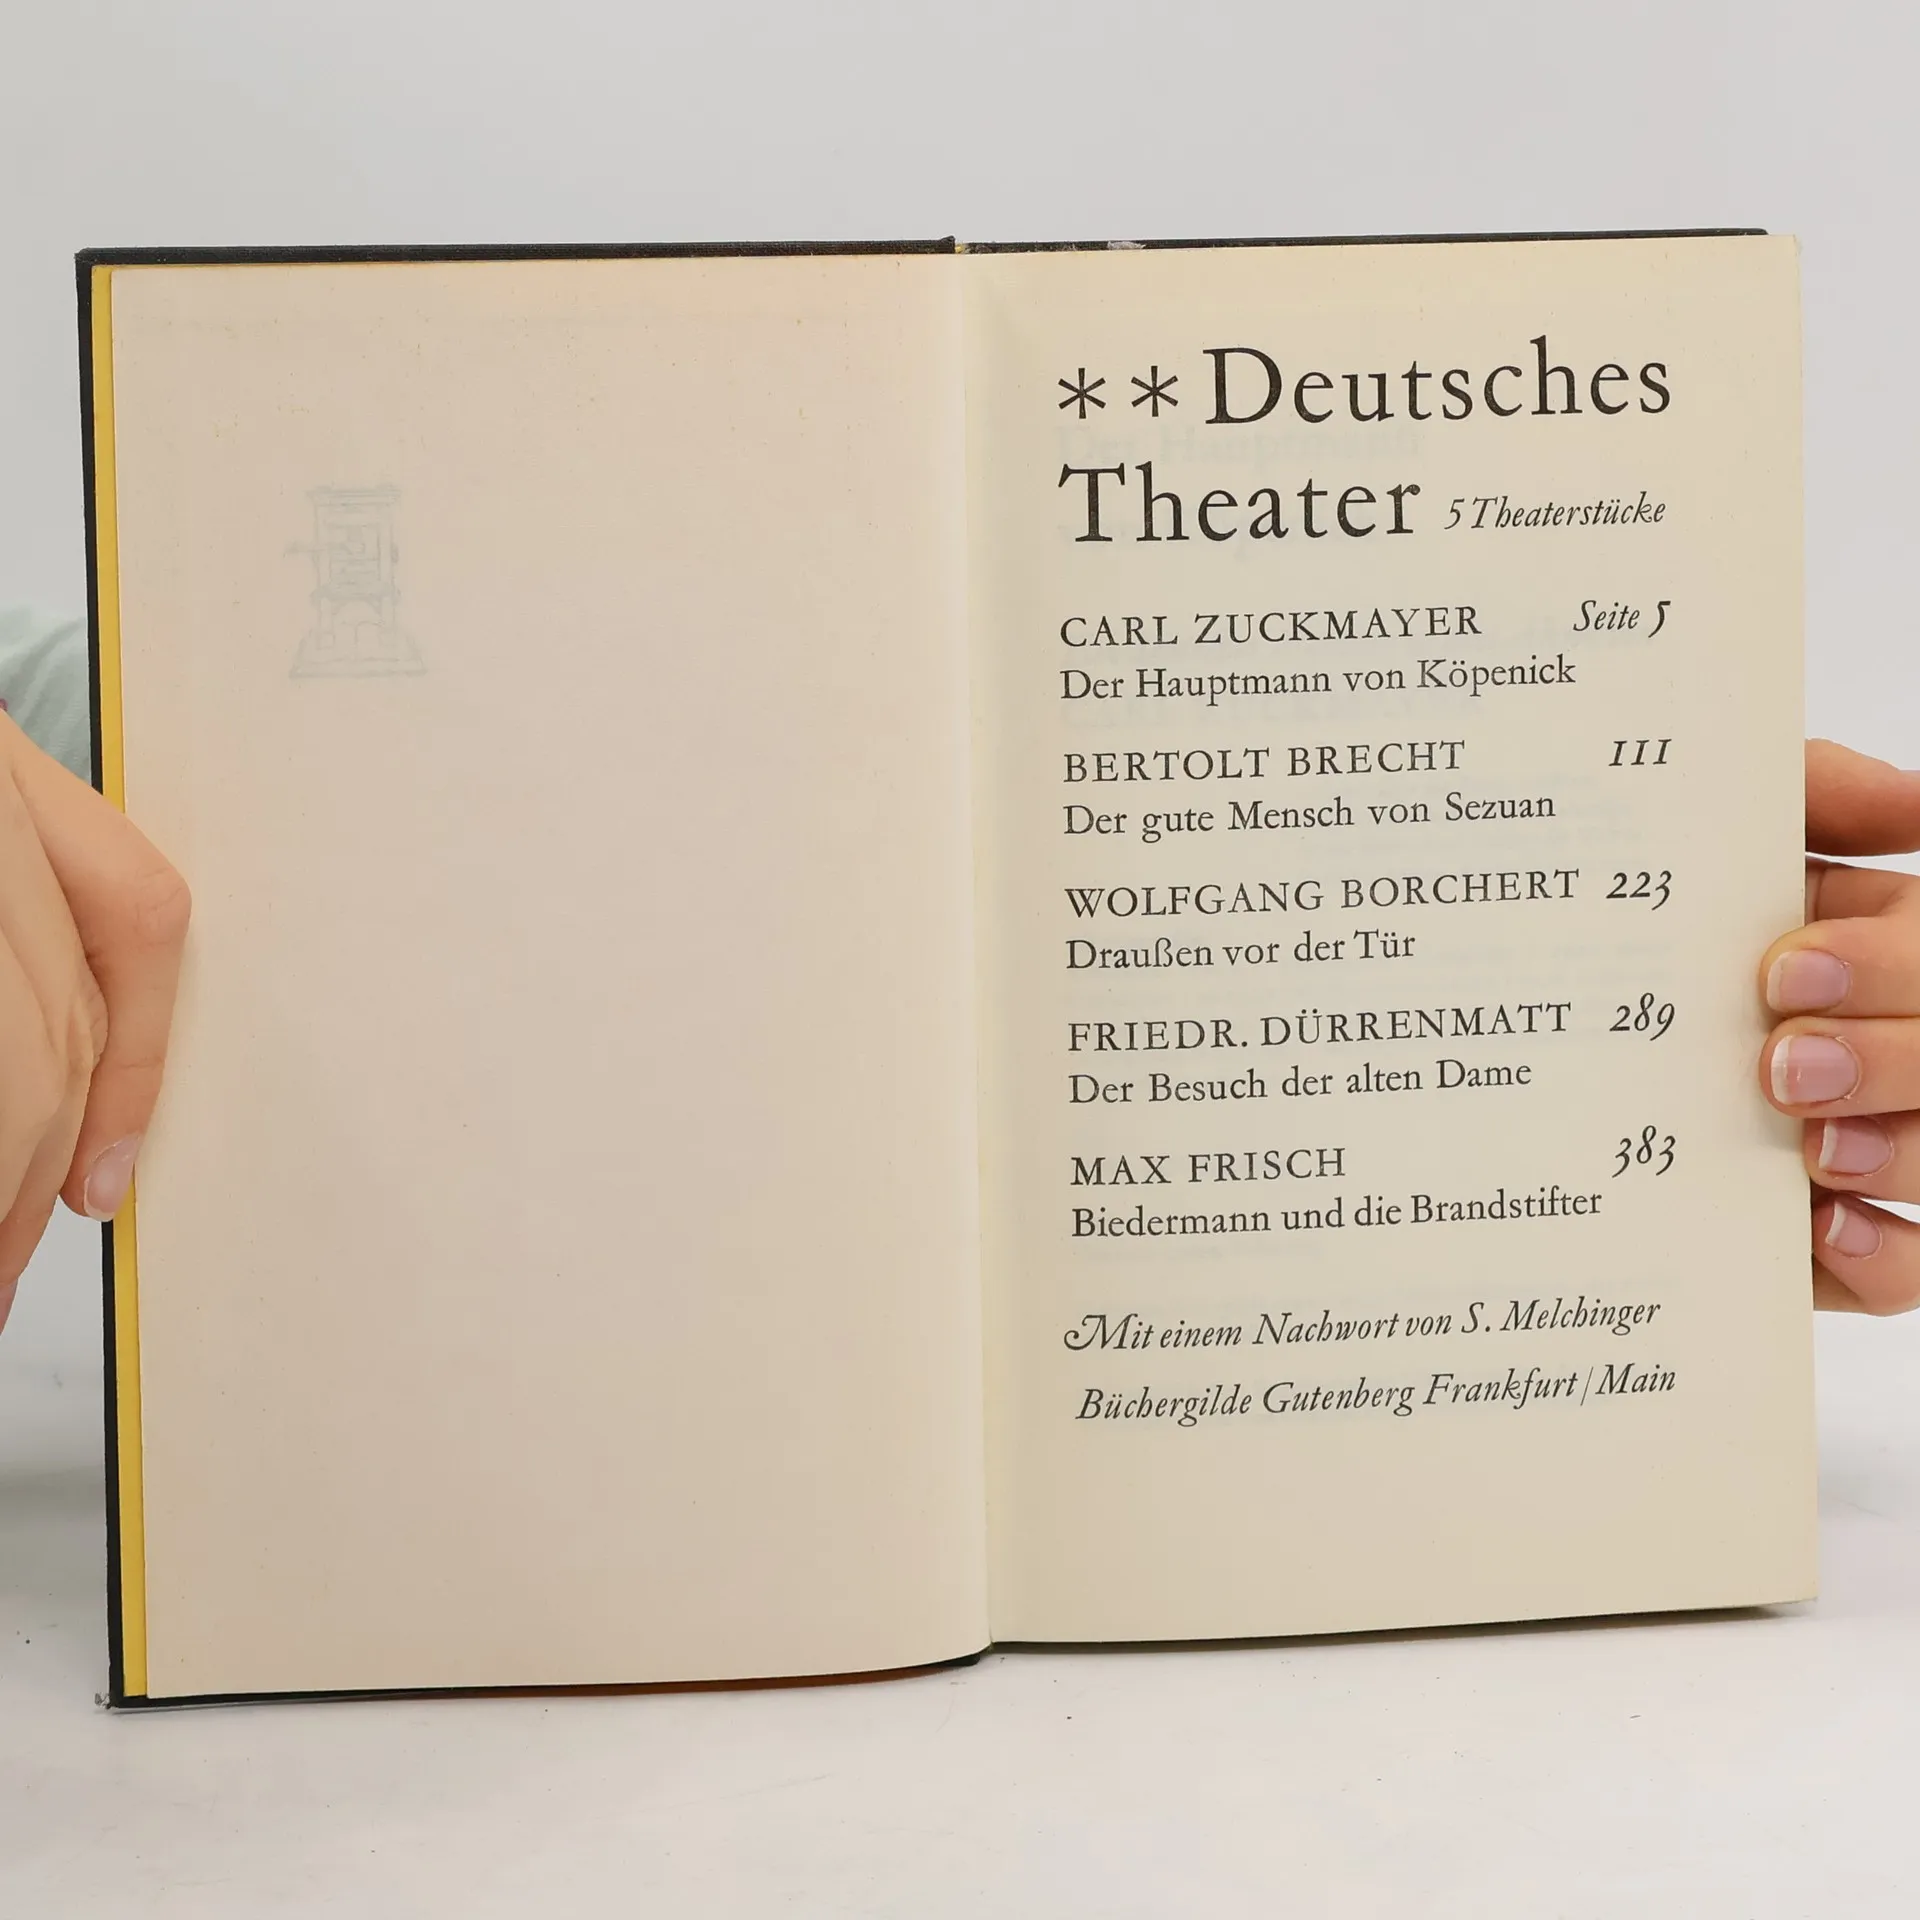 ** Deutsches
Theater 5 Theaterstücke
CARL ZUCKMAYER Seite 5
Der Hauptmann von Köpenick
BERTOLT BRECHT 111
Der gute Mensch von Sezuan
WOLFGANG BORCHERT 223
Draußen vor der Tür
FRIEDR. DÜRRENMATT 289
Der Besuch der alten Dame
MAX FRISCH 383
Biedermann und die Brandstifter
Mit einem Nachwort von S. Melchinger
Büchergilde Gutenberg Frankfurt/Main